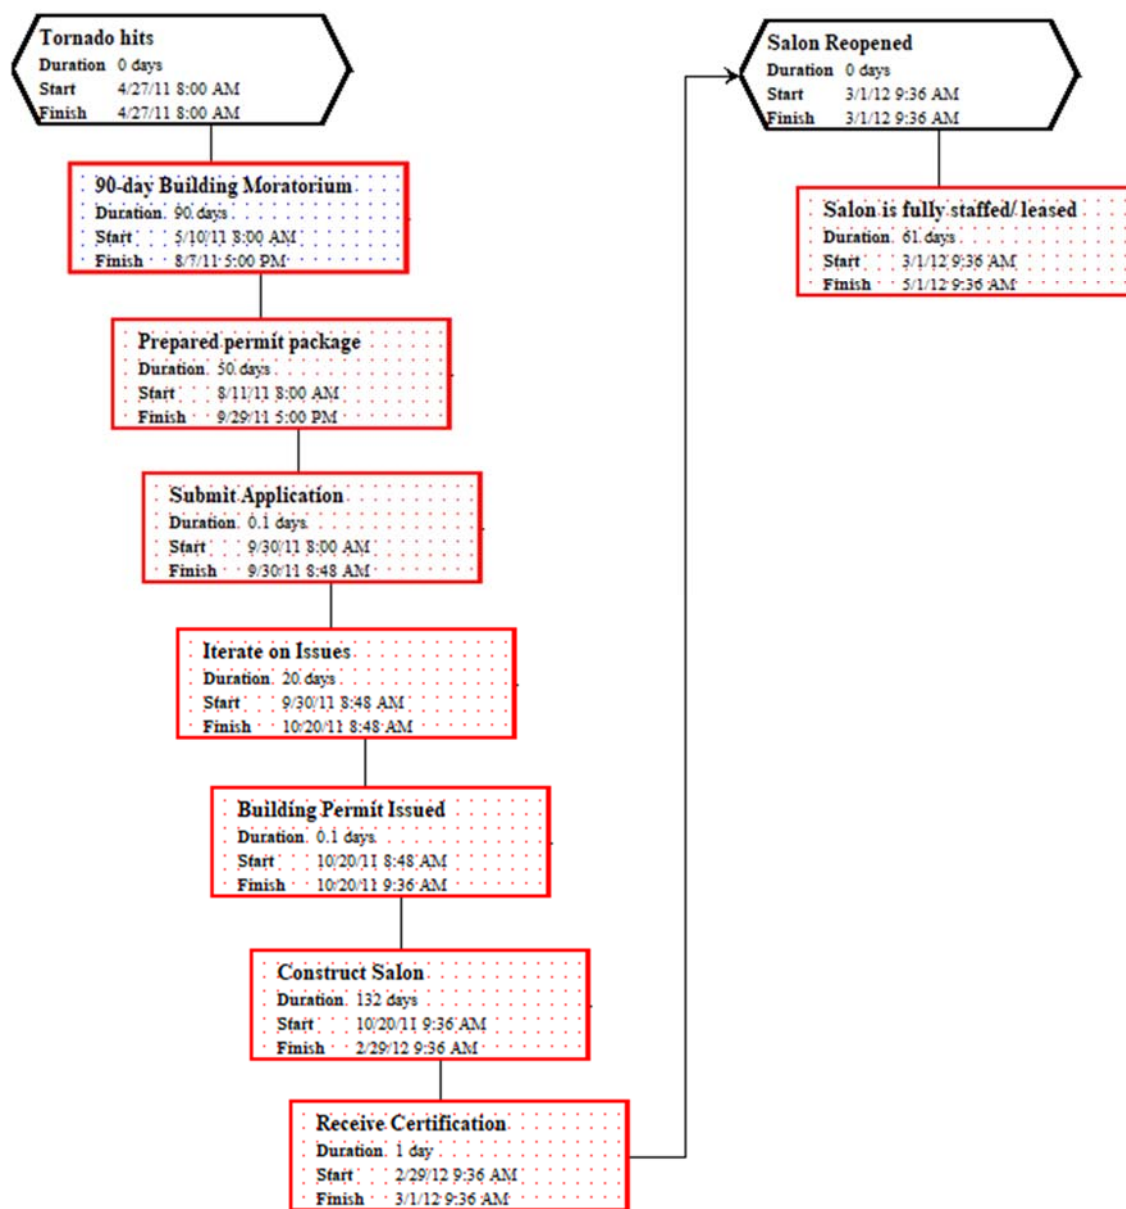 Tornado hits
Duration 0 days
Start 4/27/11 8:00 AM
Finish 4/27/11 8:00 AM
90-day Building Moratorium
Duration 90 days
Start 5/10/11 8:00 AM
Finish 8/7/11 5:00 PM
Prepared permit package
Duration 50 days
Start 8/11/11 8:00 AM
Finish 9/29/11 5:00 PM
Submit Application
Duration 0.1 days
Start 9/30/11 8:00 AM
Finish 9/30/11 8:48 AM
Iterate on Issues
Duration 20 days
Start 9/30/11 8:48 AM
Finish 10/20/11 8:48 AM
Building Permit Issued
Duration 0.1 days
Start 10/20/11 8:48 AM
Finish 10/20/11 9:36 AM
Construct Salon
Duration 132 days
Start 10/20/11 9:36 AM
Finish 2/29/12 9:36 AM
Receive Certification
Duration 1 day
Start 2/29/12 9:36 AM
Finish 3/1/12 9:36 AM
Salon Reopened
Duration 0 days
Start 3/1/12 9:36 AM
Finish 3/1/12 9:36 AM
Salon is fully staffed/ leased
Duration 61 days
Start 3/1/12 9:36 AM
Finish 5/1/12 9:36 AM